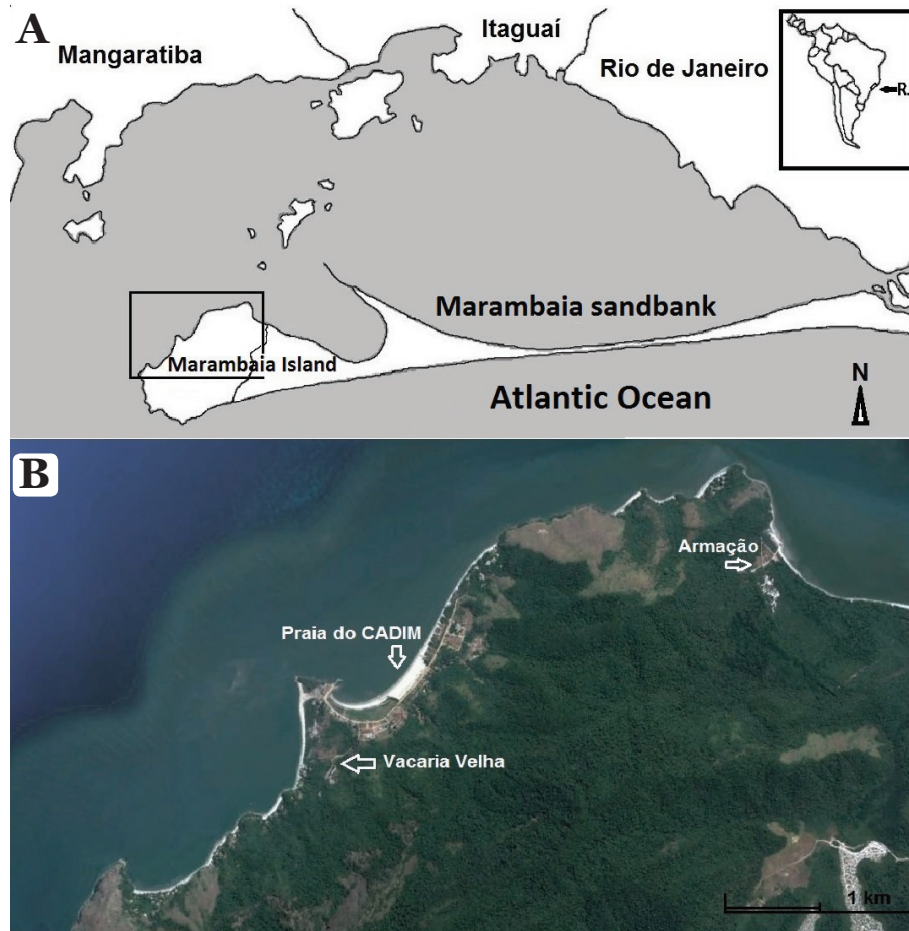 A
Mangaratiba
Itaguaí
Rio de Janeiro
R.
Marambaia sandbank
Marambaia Island
Atlantic Ocean
N
B
Armação
Praia do CADIM
Vacaria Velha
1 km